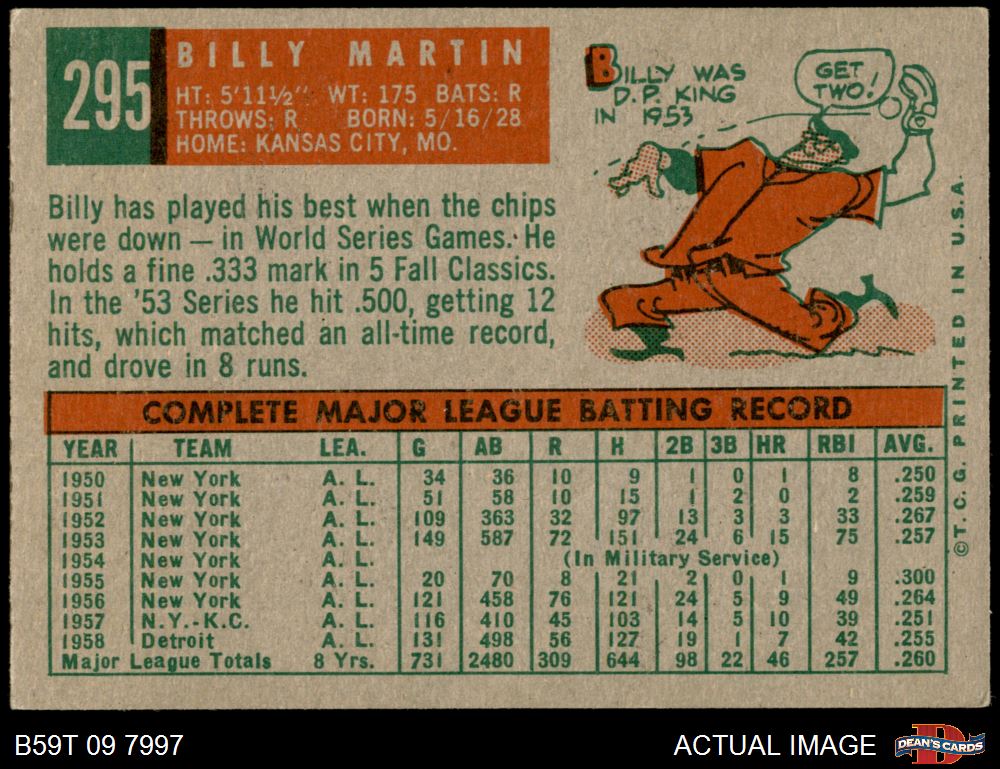 295
BILLY MARTIN
HT: 5'11½" WT: 175 BATS: R
THROWS: R BORN: 5/16/28
HOME: KANSAS CITY, MO.
BILLY WAS
D.P. KING
IN 1953
GET
TWO!
Billy has played his best when the chips
were down — in World Series Games. He
holds a fine .333 mark in 5 Fall Classics.
In the '53 Series he hit .500, getting 12
hits, which matched an all-time record,
and drove in 8 runs.
COMPLETE MAJOR LEAGUE BATTING RECORD
YEAR TEAM LEA. G AB R H 2B 3B HR RBI AVG.
1950 New York A. L. 34 36 10 9 1 0 1 8 .250
1951 New York A. L. 51 58 10 15 1 2 0 2 .259
1952 New York A. L. 109 363 32 97 13 3 3 33 .267
1953 New York A. L. 149 587 72 151 24 6 15 75 .257
1954 New York A. L. (In Military Service)
1955 New York A. L. 20 70 8 21 2 0 1 9 .300
1956 New York A. L. 121 458 76 121 24 5 9 49 .264
1957 N.Y.-K.C. A. L. 116 410 45 103 14 5 10 39 .251
1958 Detroit A. L. 131 498 56 127 19 1 7 42 .255
Major League Totals 8 Yrs. 731 2480 309 644 98 22 46 257 .260
©T. C. G. PRINTED IN U.S.A.
B59T 09 7997
ACTUAL IMAGE
DEAN'S CARDS